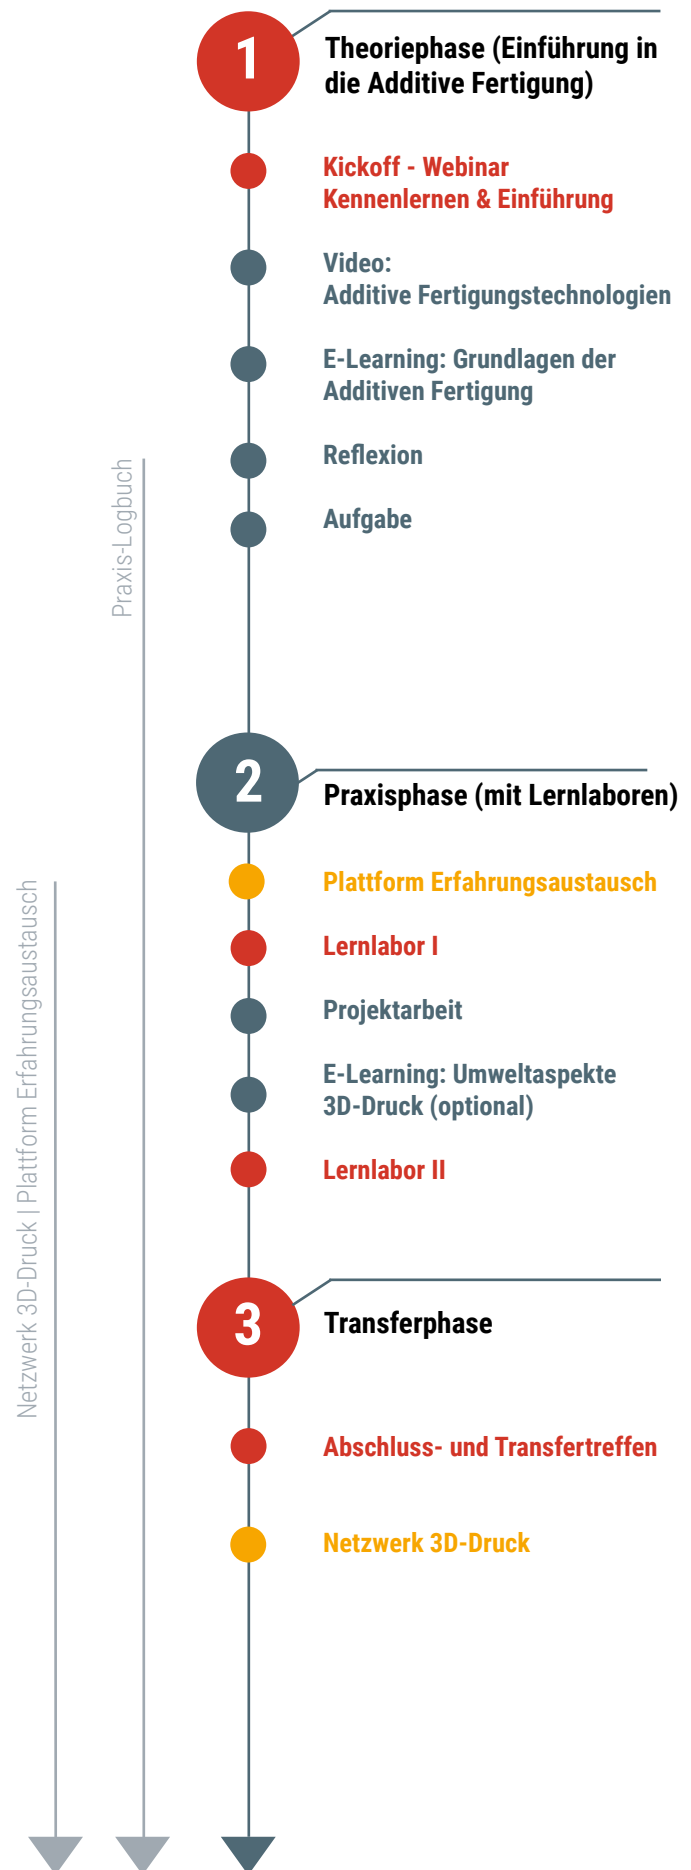 1
Theoriephase (Einführung in
die Additive Fertigung)
Kickoff - Webinar
Kennenlernen & Einführung
Video:
Additive Fertigungstechnologien
E-Learning: Grundlagen der
Additiven Fertigung
Reflexion
Aufgabe
Praxis-Logbuch
2
Praxisphase (mit Lernlaboren)
Plattform Erfahrungsaustausch
Lernlabor I
Projektarbeit
E-Learning: Umweltaspekte
3D-Druck (optional)
Lernlabor II
Netzwerk 3D-Druck | Plattform Erfahrungsaustausch
3
Transferphase
Abschluss- und Transfertreffen
Netzwerk 3D-Druck